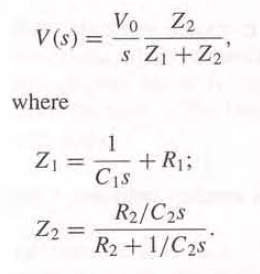 V(s) = V₀/s Z₂/(Z₁ + Z₂),
where
Z₁ = 1/(C₁s) + R₁;
Z₂ = (R₂/C₂s)/(R₂ + 1/C₂s).